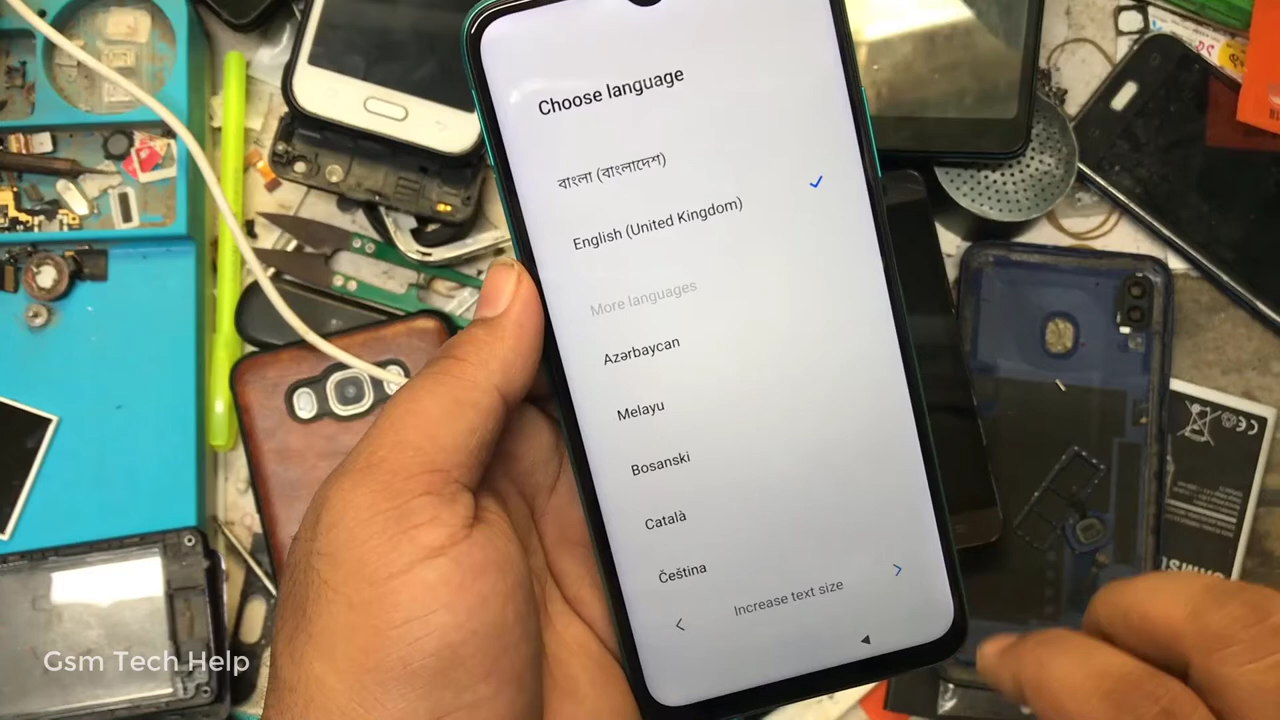 Choose language
বাংলা (বাংলাদেশ)
English (United Kingdom)
More languages
Azərbaycan
Melayu
Bosanski
Català
Čeština
Increase text size
Gsm Tech Help